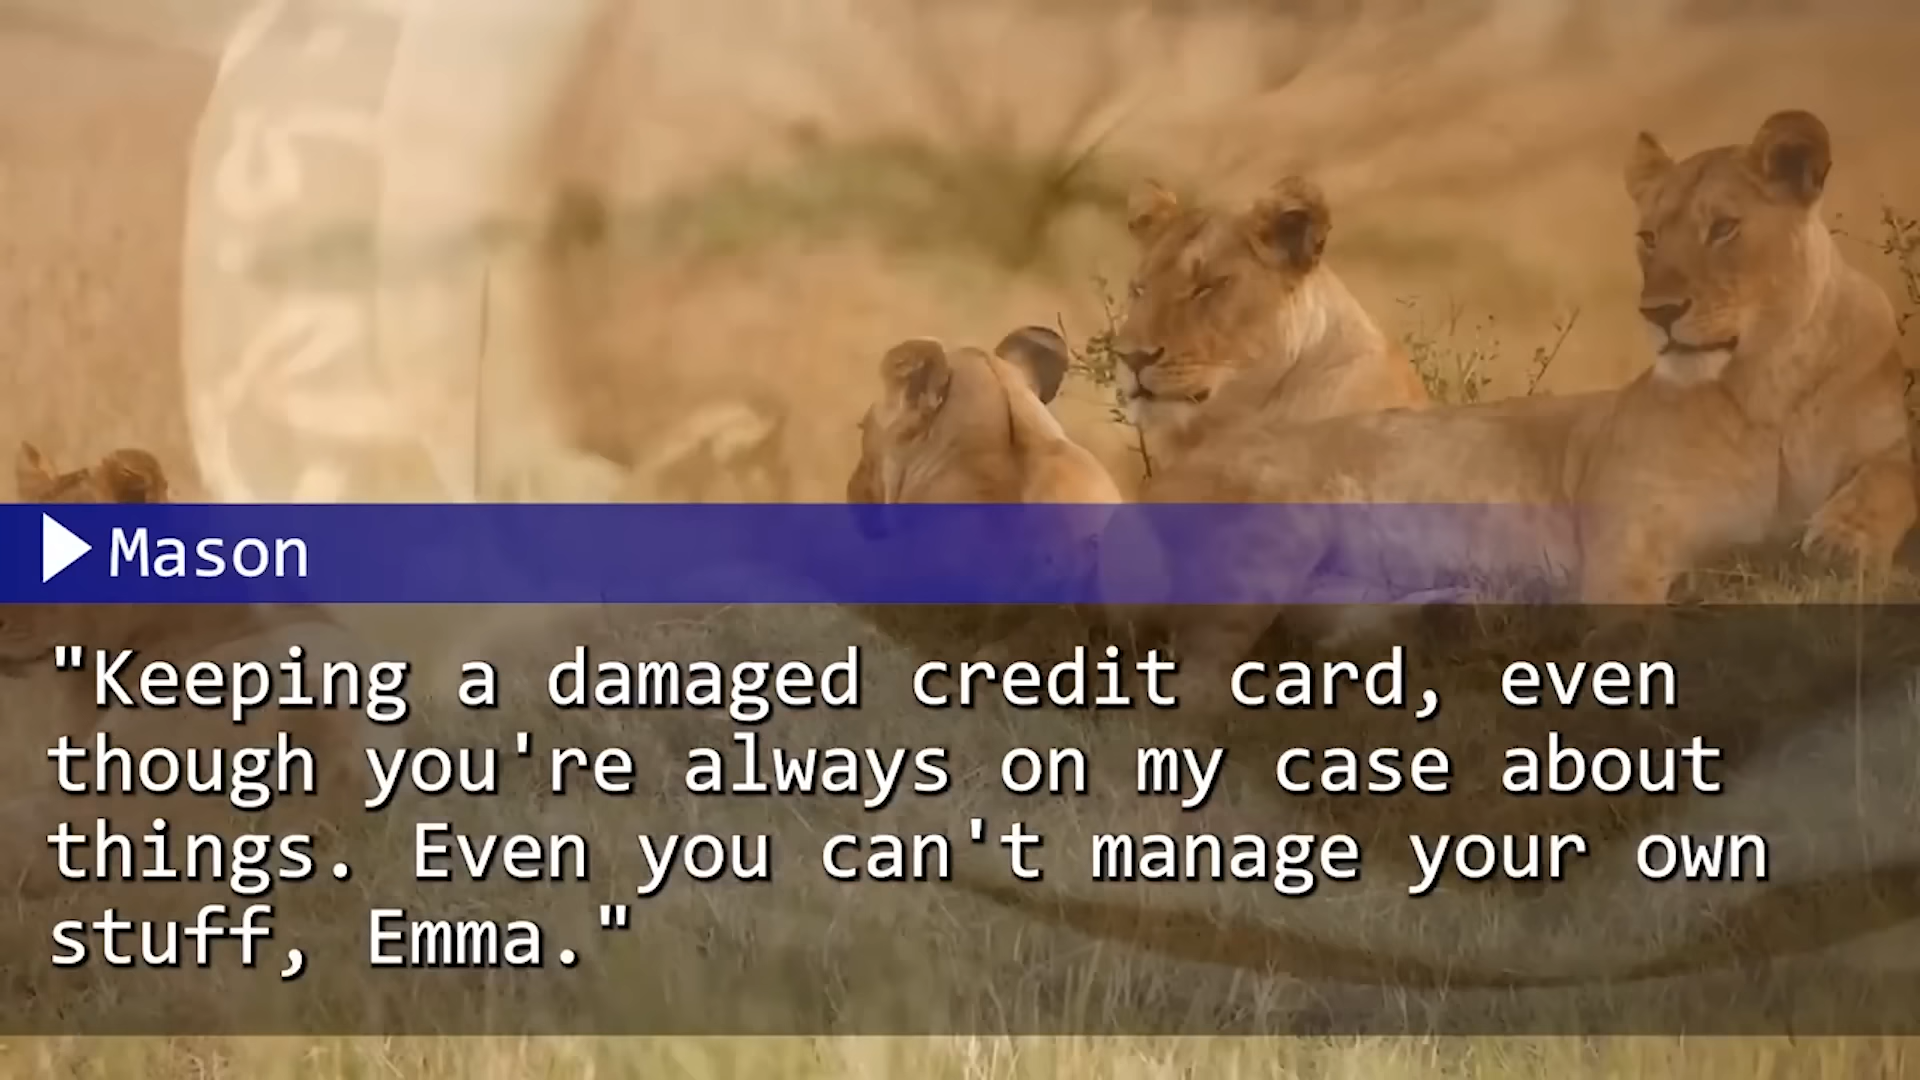 Mason
"Keeping a damaged credit card, even
though you're always on my case about
things. Even you can't manage your own
stuff, Emma."